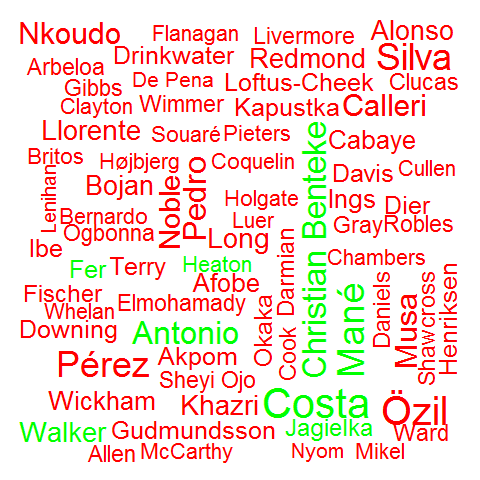 Nkoudo
Flanagan
Livermore
Alonso
Arbeloa
Drinkwater
Redmond
Silva
Gibbs
De Pena
Loftus-Cheek
Clucas
Clayton
Wimmer
Kapustka
Calleri
Llorente
Souaré
Pieters
Christian Benteke
Cabaye
Britos
Højbjerg
Noble
Pedro
Coquelin
Davis
Cullen
Lenihan
Bojan
Holgate
Ings
Dier
Bernardo
Luer
Gray
Robles
Ogbonna
Long
Ibe
Fer
Terry
Heaton
Darmian
Chambers
Fischer
Afobe
Mané
Daniels
Musa
Shawcross
Henriksen
Whelan
Elmohamady
Okaka
Downing
Antonio
Cook
Pérez
Akpom
Sheyi Ojo
Wickham
Khazri
Costa
Özil
Walker
Gudmundsson
Jagielka
Ward
Allen
McCarthy
Nyom
Mikel